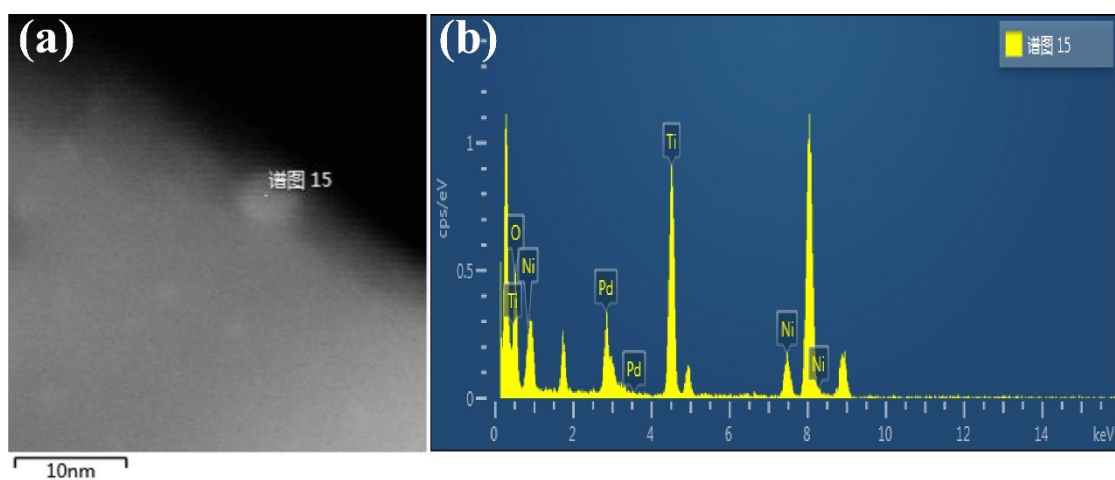 (a)
谱图 15
10nm
(b)
谱图 15
cps/eV
1
0.5
0
Ti
O
Ni
Ti
Pd
Pd
Ni
Ni
0 2 4 6 8 10 12 14 keV